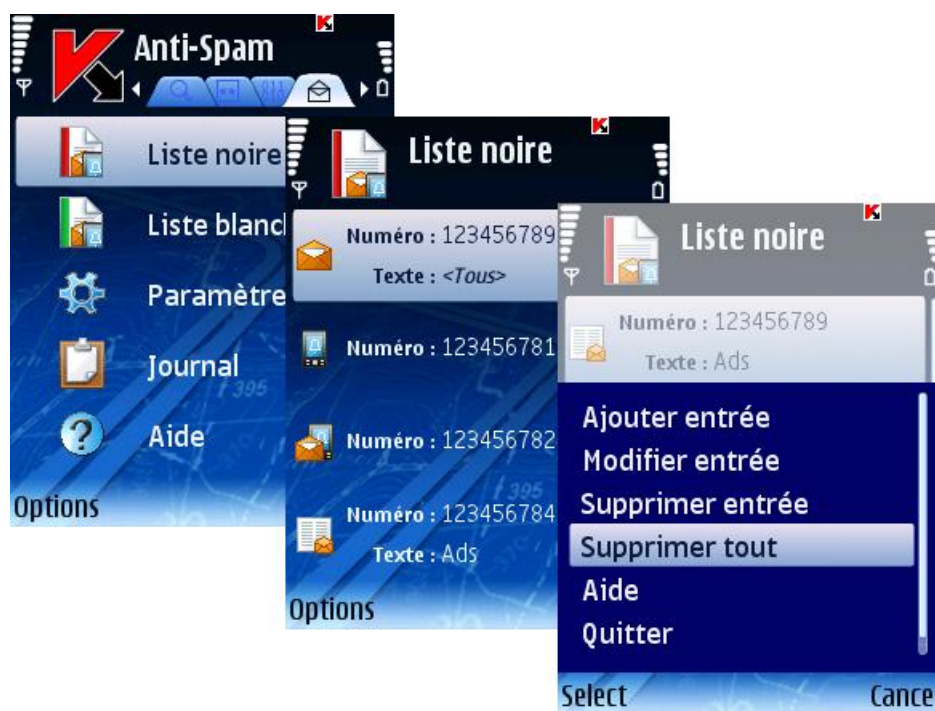 Anti-Spam
Liste noire
Liste blancl
Paramètre
Journal
Aide
Options
Liste noire
Numéro : 123456789
Texte : <Tous>
Numéro : 123456781
Numéro : 123456782
Numéro : 123456784
Texte : Ads
Options
Liste noire
Numéro : 123456789
Texte : Ads
Ajouter entrée
Modifier entrée
Supprimer entrée
Supprimer tout
Aide
Quitter
Select
Cance